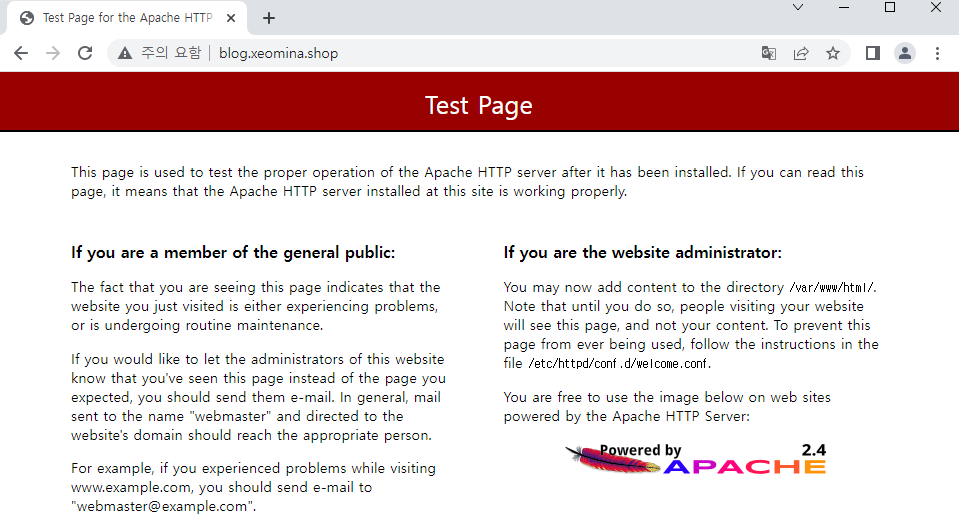 Test Page for the Apache HTTP
주의 요함
blog.xeomina.shop
Test Page
This page is used to test the proper operation of the Apache HTTP server after it has been installed. If you can read this
page, it means that the Apache HTTP server installed at this site is working properly.
If you are a member of the general public:
The fact that you are seeing this page indicates that the
website you just visited is either experiencing problems,
or is undergoing routine maintenance.
If you would like to let the administrators of this website
know that you've seen this page instead of the page you
expected, you should send them e-mail. In general, mail
sent to the name "webmaster" and directed to the
website's domain should reach the appropriate person.
For example, if you experienced problems while visiting
www.example.com, you should send e-mail to
"webmaster@example.com".
If you are the website administrator:
You may now add content to the directory /var/www/html/.
Note that until you do so, people visiting your website
will see this page, and not your content. To prevent this
page from ever being used, follow the instructions in the
file /etc/httpd/conf.d/welcome.conf.
You are free to use the image below on web sites
powered by the Apache HTTP Server:
Powered by 2.4
APACHE